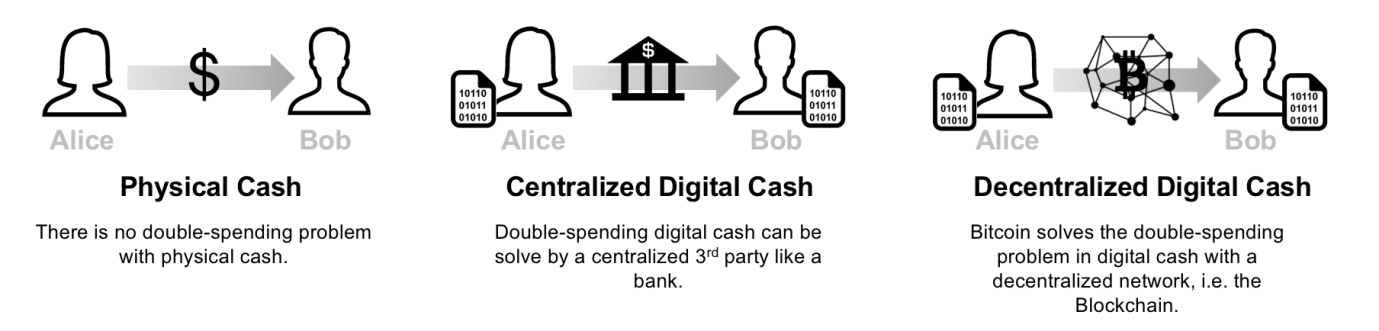 $
Alice
Bob
Physical Cash
There is no double-spending problem
with physical cash.
10110
01011
01010
$
10110
01011
01010
Alice
Bob
Centralized Digital Cash
Double-spending digital cash can be
solve by a centralized 3rd party like a
bank.
10110
01011
01010
₿
10110
01011
01010
Alice
Bob
Decentralized Digital Cash
Bitcoin solves the double-spending
problem in digital cash with a
decentralized network, i.e. the
Blockchain.